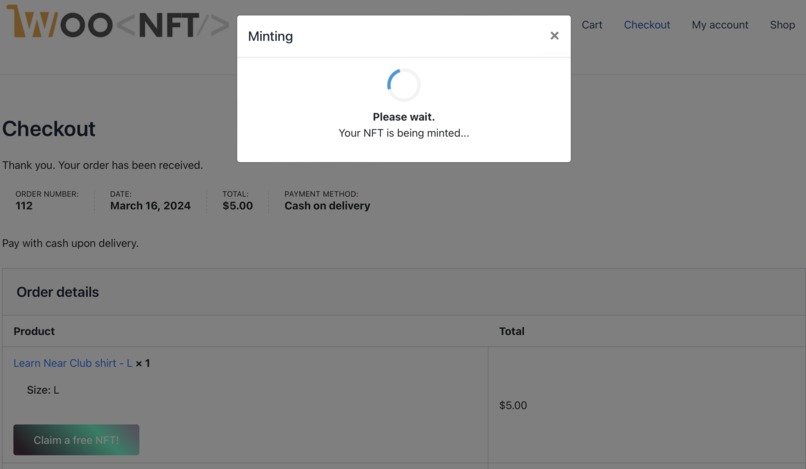 WOO<NFT/>
Cart Checkout My account Shop
Minting ×
Please wait.
Your NFT is being minted...
Checkout
Thank you. Your order has been received.
ORDER NUMBER: DATE: TOTAL: PAYMENT METHOD:
112 March 16, 2024 $5.00 Cash on delivery
Pay with cash upon delivery.
Order details
Product Total
Learn Near Club shirt - L × 1
Size: L
$5.00
Claim a free NFT!